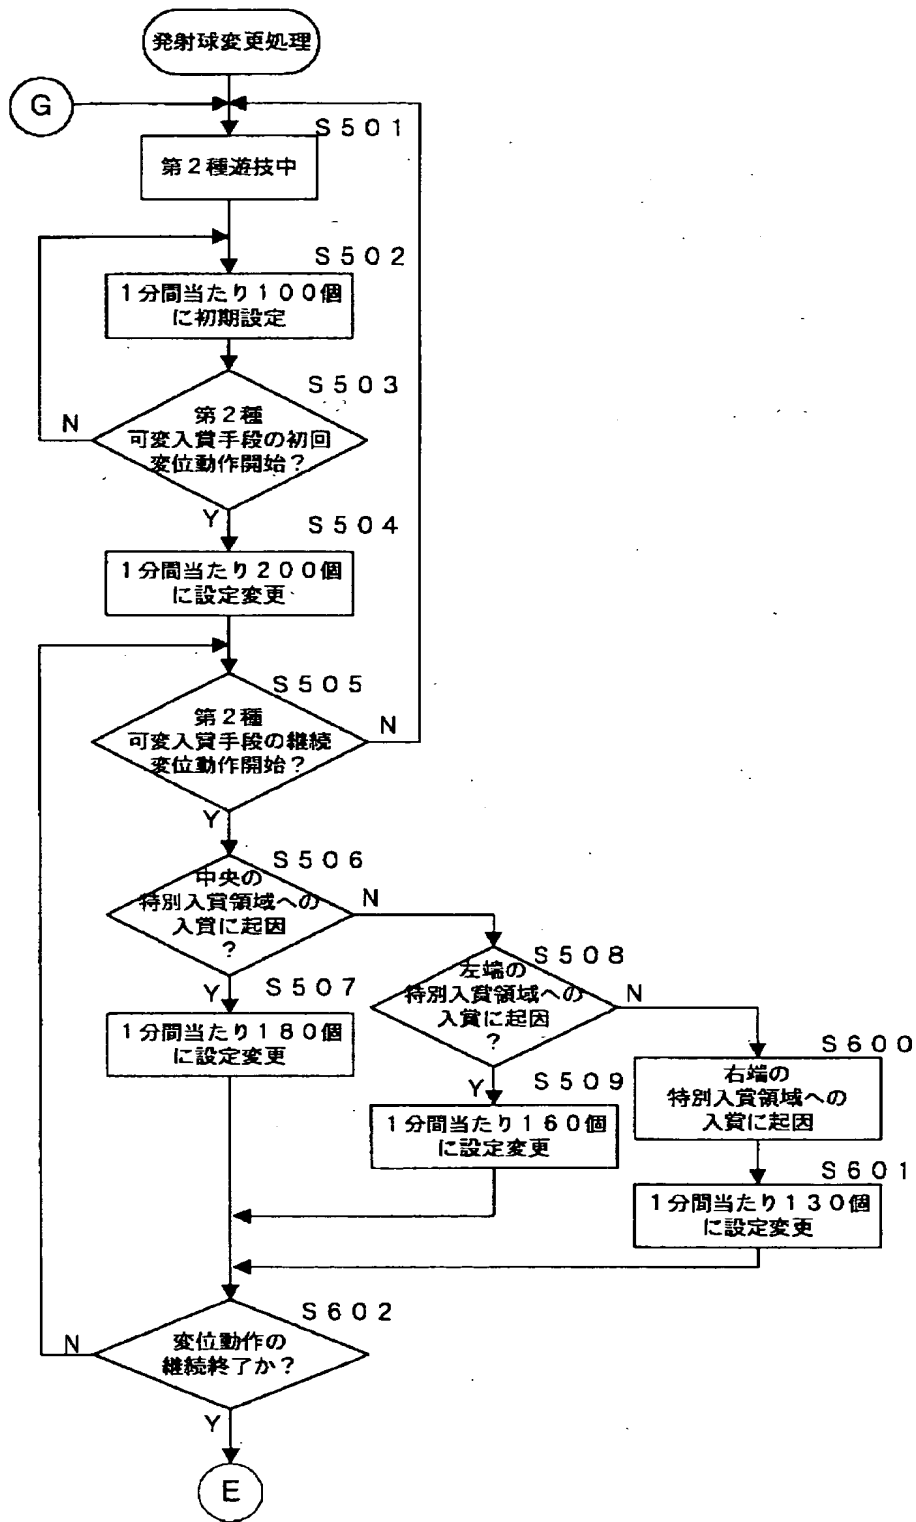 発射球変更処理
G
S501
第2種遊技中
S502
1分間当たり100個
に初期設定
S503
第2種
可変入賞手段の初回
変位動作開始?
N
Y
S504
1分間当たり200個
に設定変更
S505
第2種
可変入賞手段の継続
変位動作開始?
N
Y
S506
中央の
特別入賞領域への
入賞に起因
?
N
Y
S507
1分間当たり180個
に設定変更
S508
左端の
特別入賞領域への
入賞に起因
?
N
Y
S509
1分間当たり160個
に設定変更
S600
右端の
特別入賞領域への
入賞に起因
S601
1分間当たり130個
に設定変更
S602
変位動作の
継続終了か?
N
Y
E